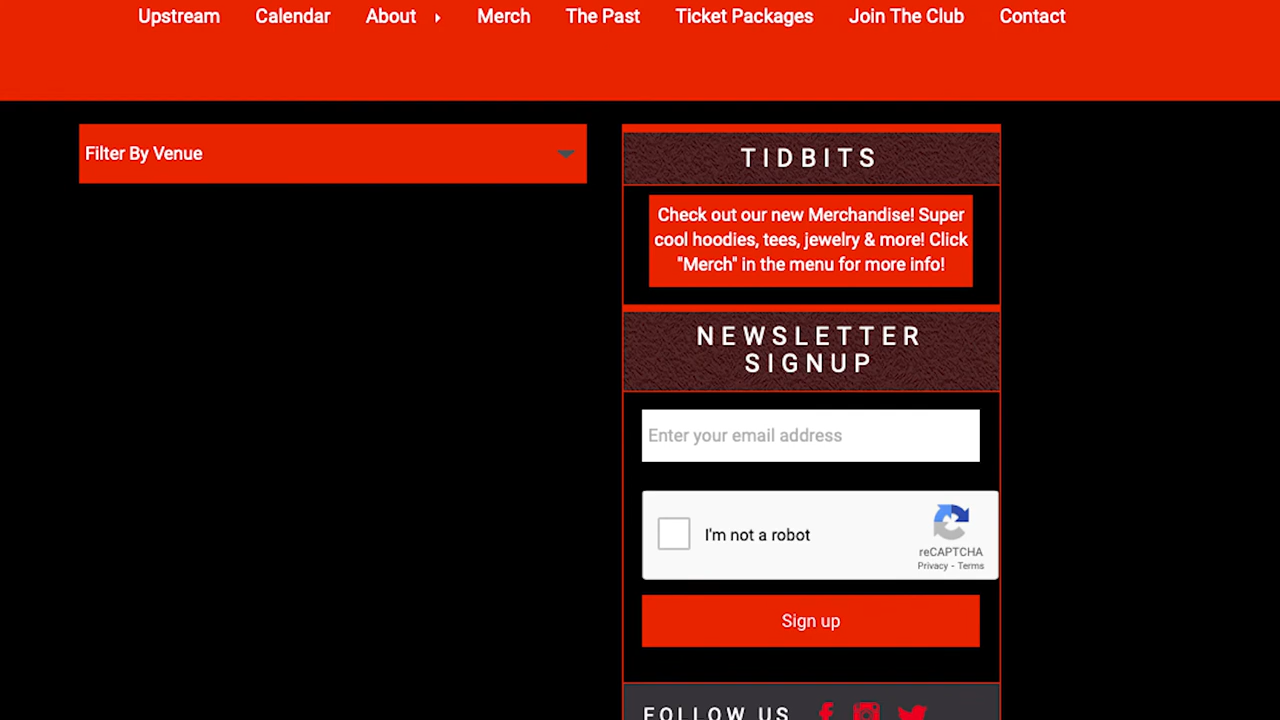 Upstream Calendar About Merch The Past Ticket Packages Join The Club Contact
Filter By Venue
TIDBITS
Check out our new Merchandise! Super
cool hoodies, tees, jewelry & more! Click
"Merch" in the menu for more info!
NEWSLETTER
SIGNUP
Enter your email address
I'm not a robot
reCAPTCHA
Privacy - Terms
Sign up
FOLLOW US